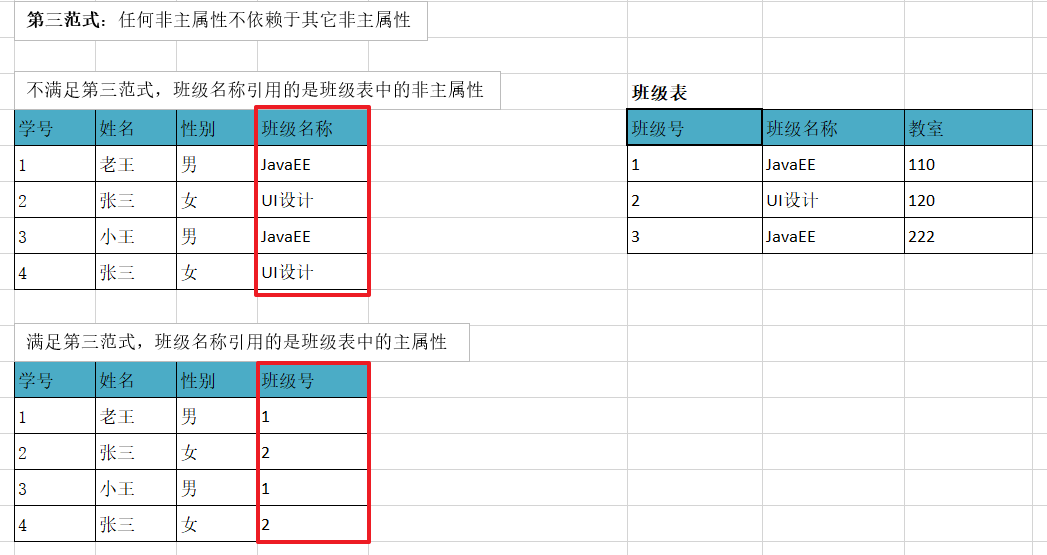 第三范式：任何非主属性不依赖于其它非主属性
不满足第三范式，班级名称引用的是班级表中的非主属性
学号 姓名 性别 班级名称
1 老王 男 JavaEE
2 张三 女 UI设计
3 小王 男 JavaEE
4 张三 女 UI设计
班级表
班级号 班级名称 教室
1 JavaEE 110
2 UI设计 120
3 JavaEE 222
满足第三范式，班级名称引用的是班级表中的主属性
学号 姓名 性别 班级号
1 老王 男 1
2 张三 女 2
3 小王 男 1
4 张三 女 2